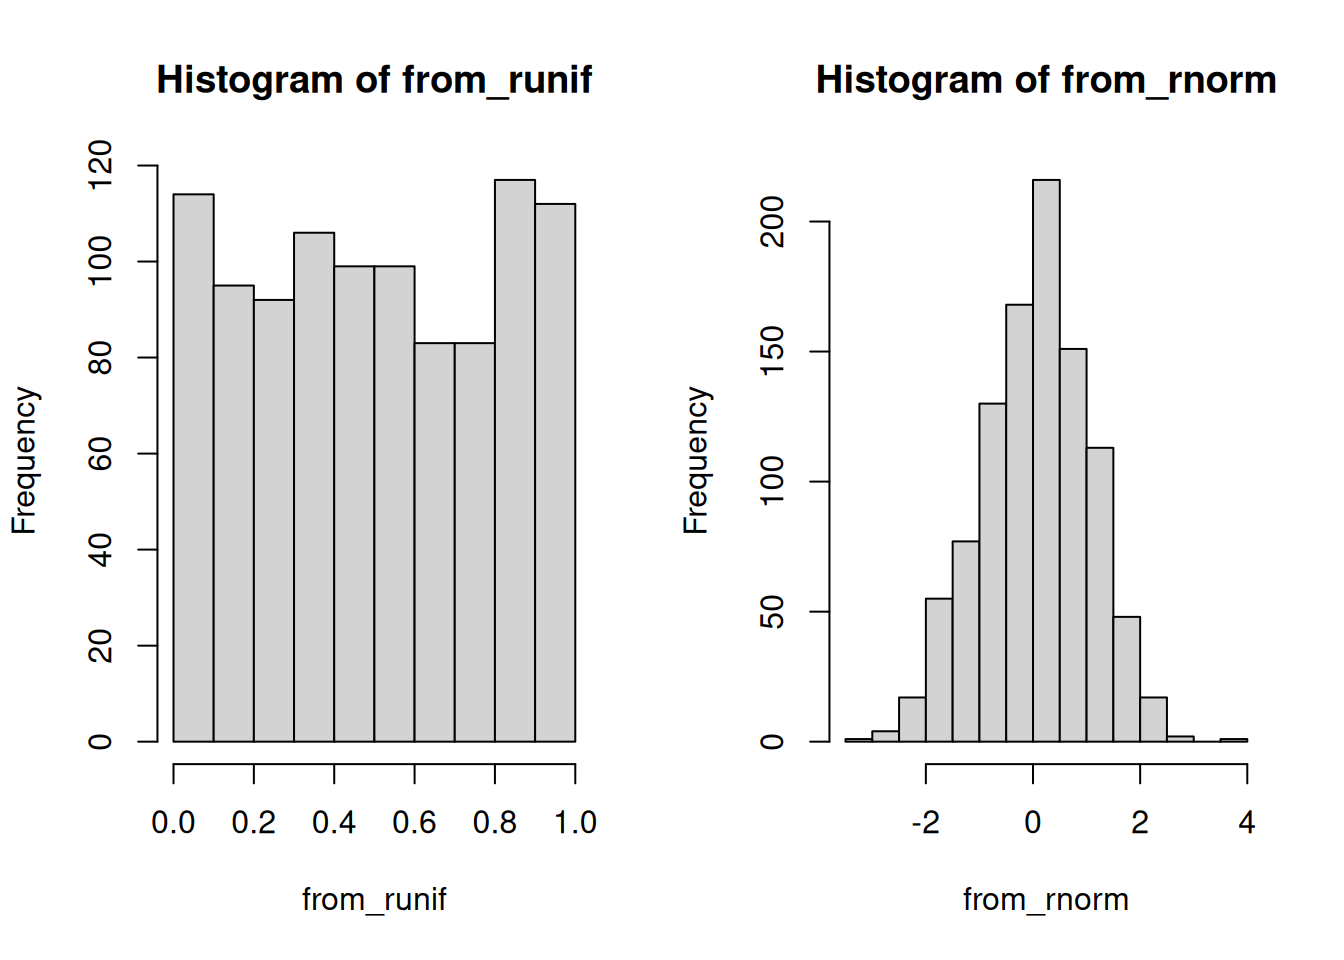 Histogram of from_runif
Frequency
120
100
80
60
40
20
0
0.0 0.2 0.4 0.6 0.8 1.0
from_runif
Histogram of from_rnorm
Frequency
200
150
100
50
0
-2 0 2 4
from_rnorm